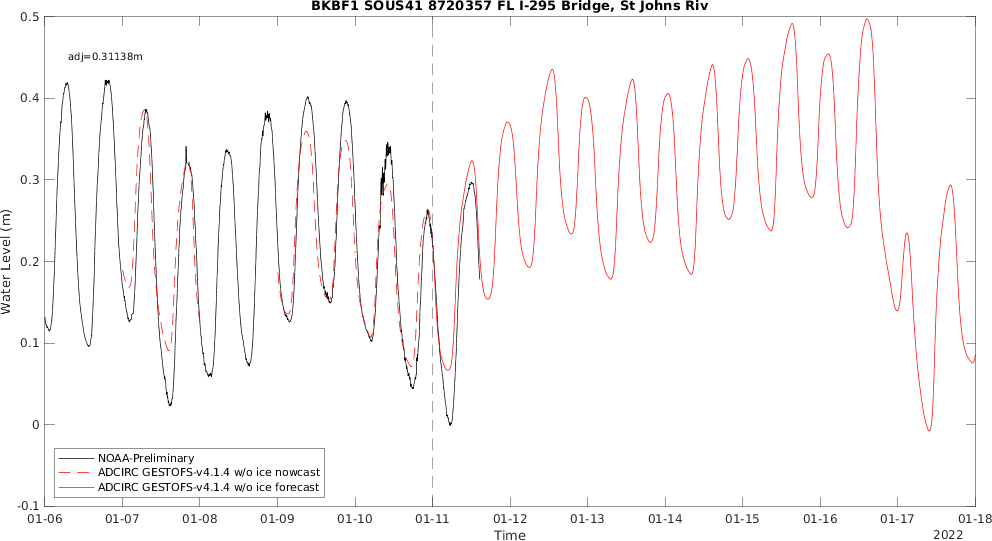 BKBF1 SOUS41 8720357 FL I-295 Bridge, St Johns Riv
adj=0.31138m
0.5
0.4
0.3
0.2
0.1
0
-0.1
Water Level (m)
NOAA-Preliminary
ADCIRC GESTOFS-v4.1.4 w/o ice nowcast
ADCIRC GESTOFS-v4.1.4 w/o ice forecast
01-06 01-07 01-08 01-09 01-10 01-11 01-12 01-13 01-14 01-15 01-16 01-17 01-18
Time
2022